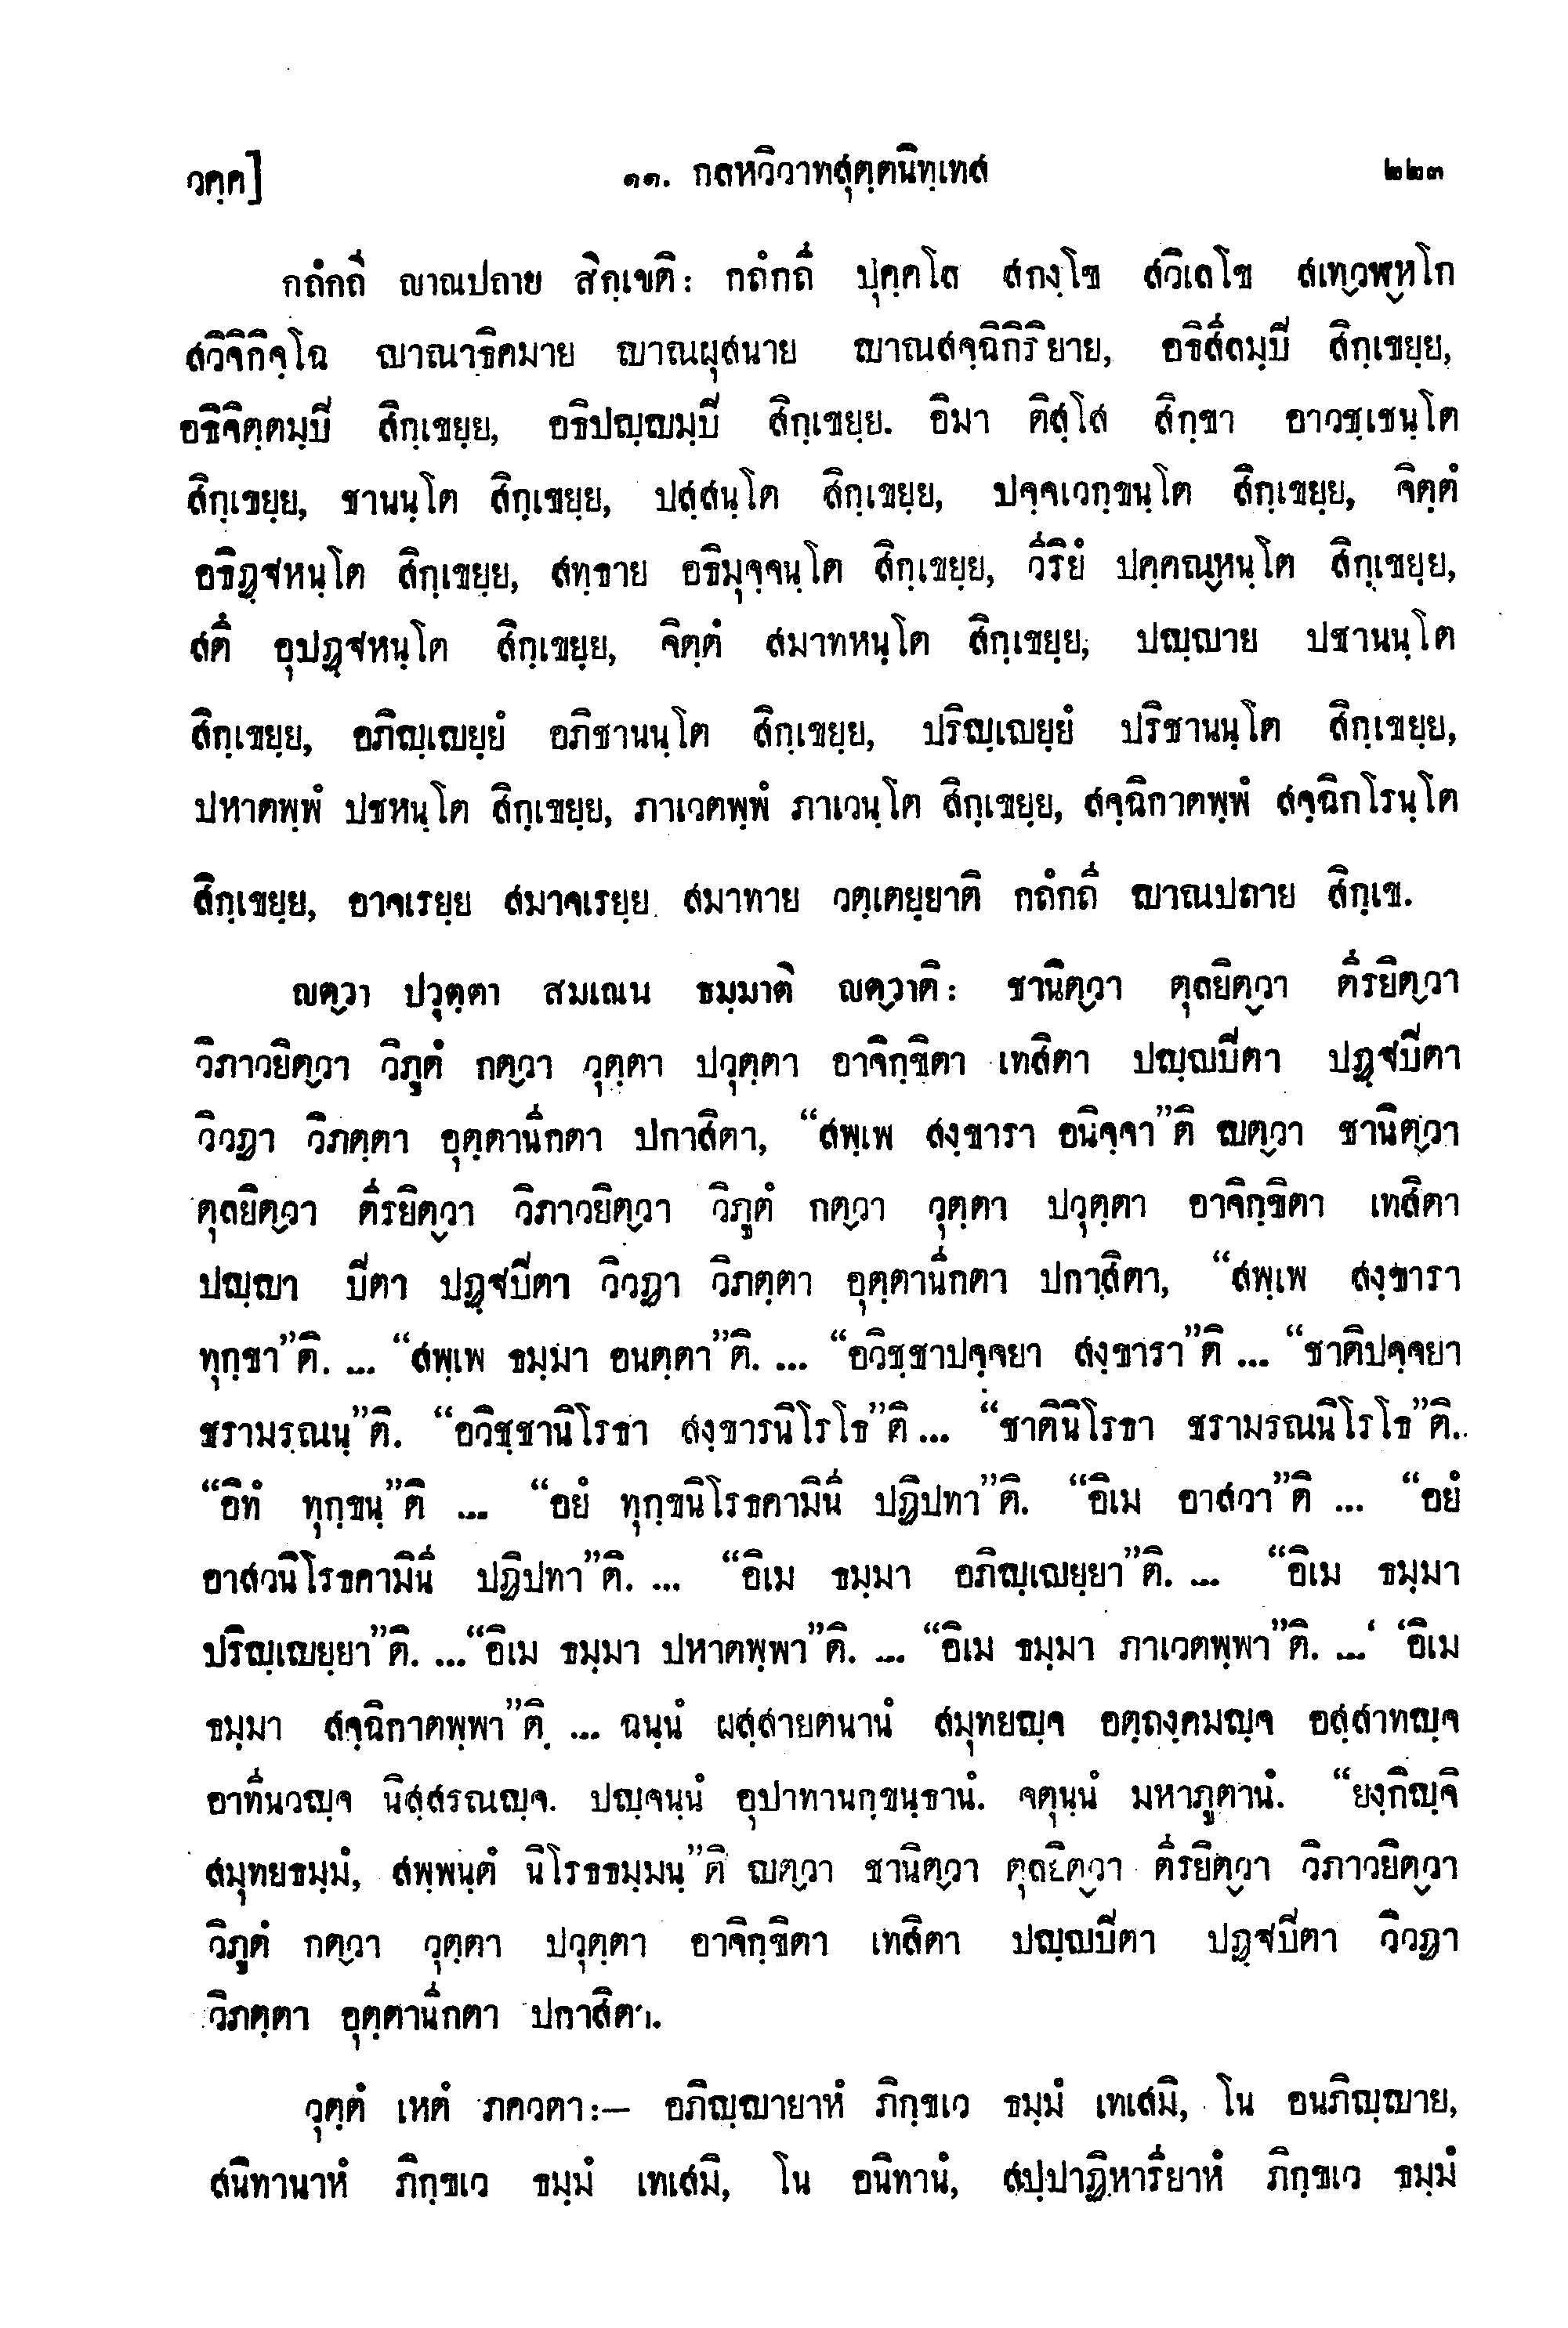 วคฺค]
๑๑. กลหวิวาทสุตฺตนิทฺเทส
๒๒๓
กถํกถี ญาณปถาย สิกฺเขติ: กถํกถี ปุคฺคโล สกงฺโข สวิเลโข สเทฺวฬฺหโก
สวิจิกิจฺโฉ ญาณาธิคมาย ญาณผุสนาย ญาณสจฺฉิกิริยาย, อธิสีลมฺปี สิกฺเขยฺย,
อธิจิตฺตมฺปี สิกฺเขยฺย, อธิปญฺญมฺปี สิกฺเขยฺย. อิมา ติสฺโส สิกฺขา อาวชฺเชนฺโต
สิกฺเขยฺย, ชานนฺโต สิกฺเขยฺย, ปสฺสนฺโต สิกฺเขยฺย, ปจฺจเวกฺขนฺโต สิกฺเขยฺย, จิตฺตํ
อธิฏฺฐหนฺโต สิกฺเขยฺย, สทฺธาย อธิมุจฺจนฺโต สิกฺเขยฺย, วีริยํ ปคฺคณฺหนฺโต สิกฺเขยฺย,
สตึ อุปฏฺฐหนฺโต สิกฺเขยฺย, จิตฺตํ สมาทหนฺโต สิกฺเขยฺย, ปญฺญาย ปชานนฺโต
สิกฺเขยฺย, อภิญฺเญยฺยํ อภิชานนฺโต สิกฺเขยฺย, ปริญฺเญยฺยํ ปริชานนฺโต สิกฺเขยฺย,
ปหาตพฺพํ ปชหนฺโต สิกฺเขยฺย, ภาเวตพฺพํ ภาเวนฺโต สิกฺเขยฺย, สจฺฉิกาตพฺพํ สจฺฉิกโรนฺโต
สิกฺเขยฺย, อาจเรยฺย สมาจเรยฺย สมาทาย วตฺเตยฺยาติ กถํกถี ญาณปถาย สิกฺเข.
ญตฺวา ปวุตฺตา สมเณน ธมฺมาติ ญตฺวาติ: ชานิตฺวา ตุลยิตฺวา ตีรยิตฺวา
วิภาวยิตฺวา วิภูตํ กตฺวา วุตฺตา ปวุตฺตา อาจิกฺขิตา เทสิตา ปญฺญปีตา ปฏฺฐปีตา
วิวฏา วิภตฺตา อุตฺตานีกตา ปกาสิตา, “สพฺเพ สงฺขารา อนิจฺจา”ติ ญตฺวา ชานิตฺวา
ตุลยิตฺวา ตีรยิตฺวา วิภาวยิตฺวา วิภูตํ กตฺวา วุตฺตา ปวุตฺตา อาจิกฺขิตา เทสิตา
ปญฺญา ปีตา ปฏฺฐปีตา วิวฏา วิภตฺตา อุตฺตานีกตา ปกาสิตา, “สพฺเพ สงฺขารา
ทุกฺขา”ติ. ... “สพฺเพ ธมฺมา อนตฺตา”ติ. ... “อวิชฺชาปจฺจยา สงฺขารา”ติ ... “ชาติปจฺจยา
ชรามรณนฺ”ติ. “อวิชฺชานิโรธา สงฺขารนิโรโธ”ติ ... “ชาตินิโรธา ชรามรณนิโรโธ”ติ.
“อิทํ ทุกฺขนฺ”ติ ... “อยํ ทุกฺขนิโรธคามินี ปฏิปทา”ติ. “อิเม อาสวา”ติ ... “อยํ
อาสวนิโรธคามินี ปฏิปทา”ติ. ... “อิเม ธมฺมา อภิญฺเญยฺยา”ติ. ... “อิเม ธมฺมา
ปริญฺเญยฺยา”ติ. ...“อิเม ธมฺมา ปหาตพฺพา”ติ. ... “อิเม ธมฺมา ภาเวตพฺพา”ติ. ...‘ ‘อิเม
ธมฺมา สจฺฉิกาตพฺพา”ติ. ... ฉนฺนํ ผสฺสายตนานํ สมุทยญฺจ อตฺถงฺคมญฺจ อสฺสาทญฺจ
อาทีนวญฺจ นิสฺสรณญฺจ. ปญฺจนฺนํ อุปาทานกฺขนฺธานํ. จตุนฺนํ มหาภูตานํ. “ยงฺกิญฺจิ
สมุทยธมฺมํ, สพฺพนฺตํ นิโรธธมฺมนฺ”ติ ญตฺวา ชานิตฺวา ตุลยิตฺวา ตีรยิตฺวา วิภาวยิตฺวา
วิภูตํ กตฺวา วุตฺตา ปวุตฺตา อาจิกฺขิตา เทสิตา ปญฺญปีตา ปฏฺฐปีตา วิวฏา
วิภตฺตา อุตฺตานีกตา ปกาสิตา.
วุตฺตํ เหตํ ภควตา:— อภิญฺญายาหํ ภิกฺขเว ธมฺมํ เทเสมิ, โน อนภิญฺญาย,
สนิทานาหํ ภิกฺขเว ธมฺมํ เทเสมิ, โน อนิทานํ, สปฺปาฏิหารียาหํ ภิกฺขเว ธมฺมํ